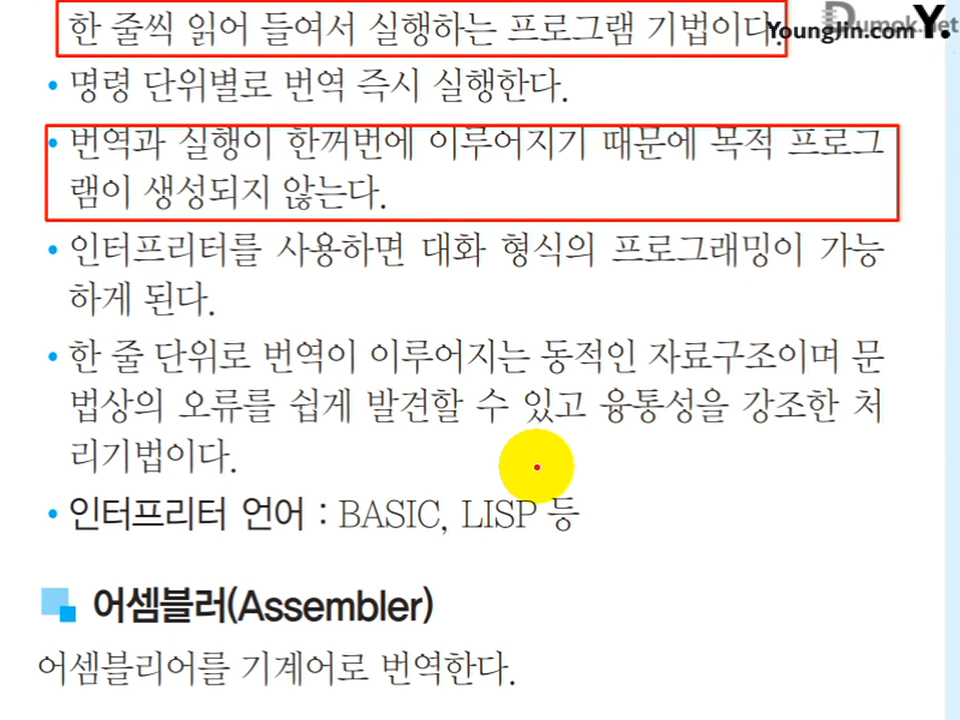 한 줄씩 읽어 들여서 실행하는 프로그램 기법이다.
Dumok.net
YoungJin.com Y.
• 명령 단위별로 번역 즉시 실행한다.
• 번역과 실행이 한꺼번에 이루어지기 때문에 목적 프로그
램이 생성되지 않는다.
• 인터프리터를 사용하면 대화 형식의 프로그래밍이 가능
하게 된다.
• 한 줄 단위로 번역이 이루어지는 동적인 자료구조이며 문
법상의 오류를 쉽게 발견할 수 있고 융통성을 강조한 처
리기법이다.
• 인터프리터 언어 : BASIC, LISP 등
어셈블러(Assembler)
어셈블리어를 기계어로 번역한다.